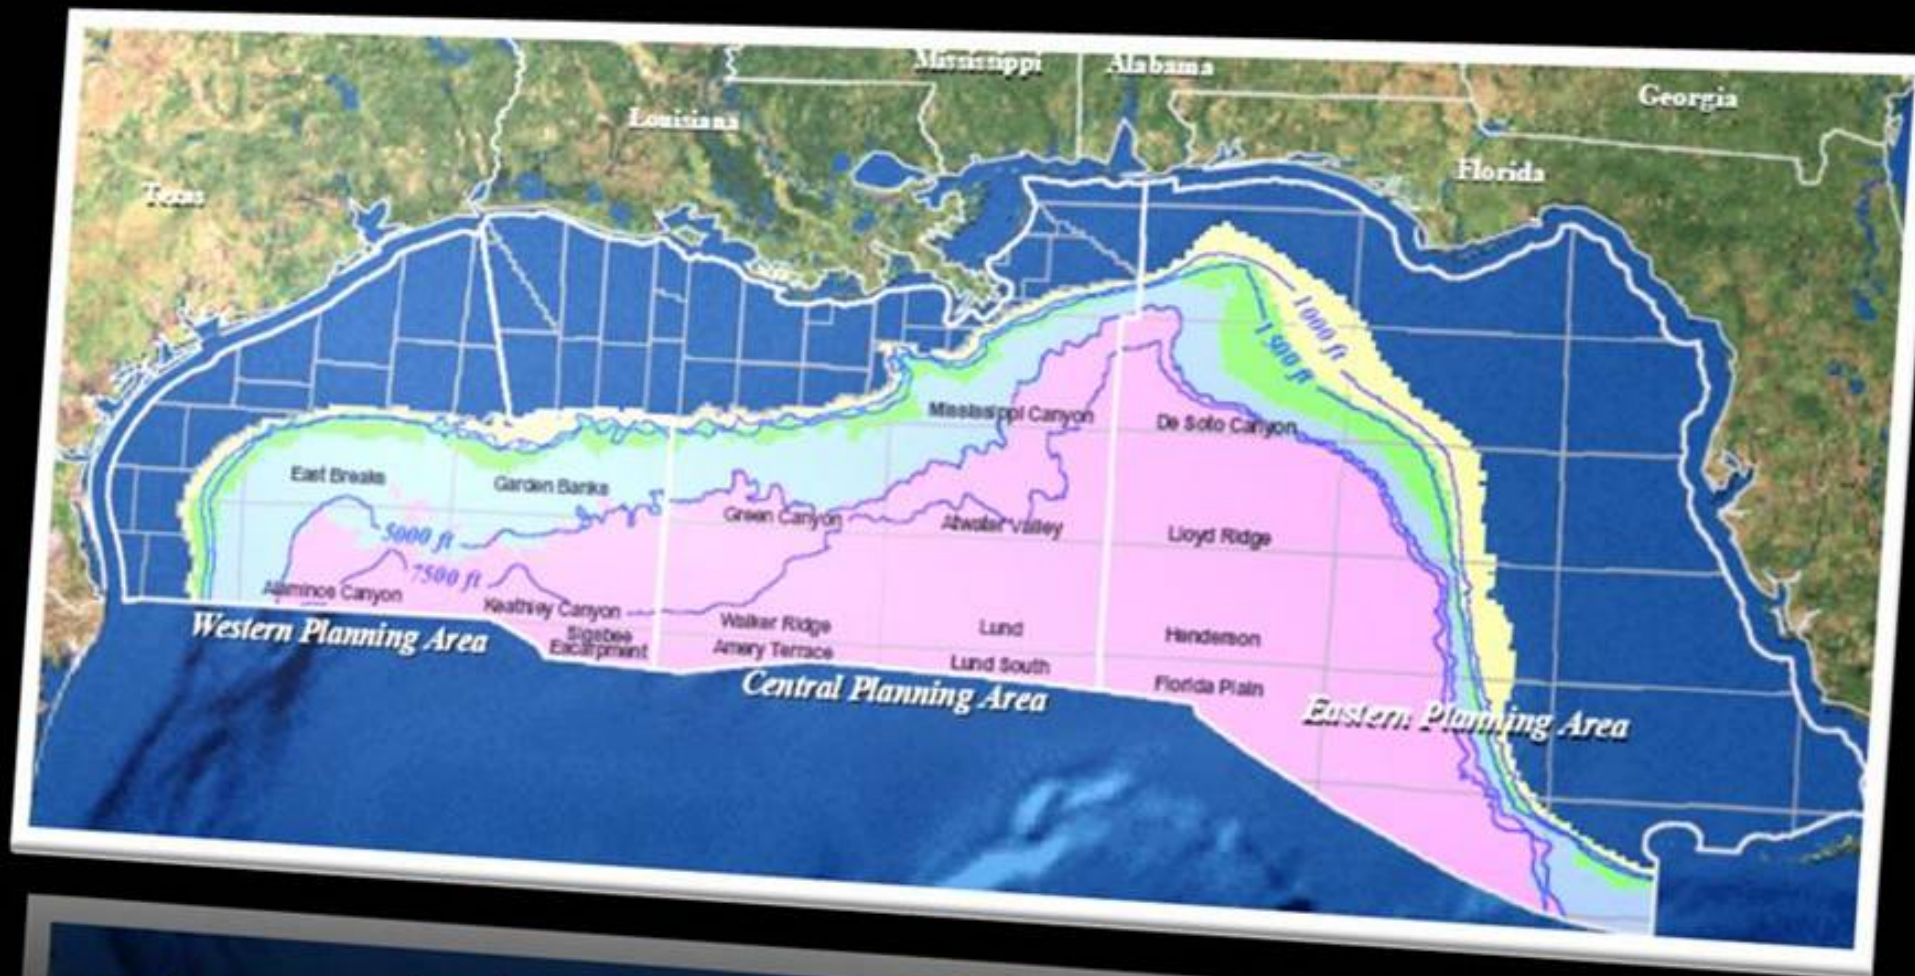 Mississippi
Alabama
Georgia
Louisiana
Florida
Texas
1000 ft
1500 ft
Mississippi Canyon
De Soto Canyon
East Breaks
Garden Banks
Green Canyon
Atwater Valley
Lloyd Ridge
5000 ft
7500 ft
Alaminos Canyon
Keathley Canyon
Walker Ridge
Lund
Henderson
Sigsbee
Escarpment
Amery Terrace
Lund South
Florida Plain
Western Planning Area
Central Planning Area
Eastern Planning Area